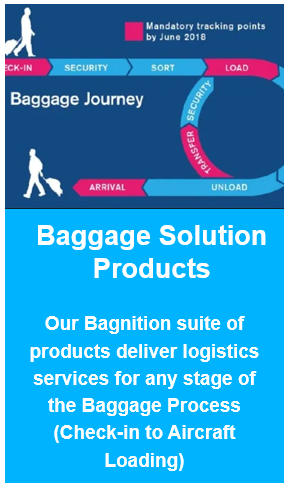 Mandatory tracking points
by June 2018
ECK-IN
SECURITY
SORT
LOAD
Baggage Journey
SECURITY
TRANSFER
ARRIVAL
UNLOAD
Baggage Solution
Products
Our Bagnition suite of
products deliver logistics
services for any stage of
the Baggage Process
(Check-in to Aircraft
Loading)